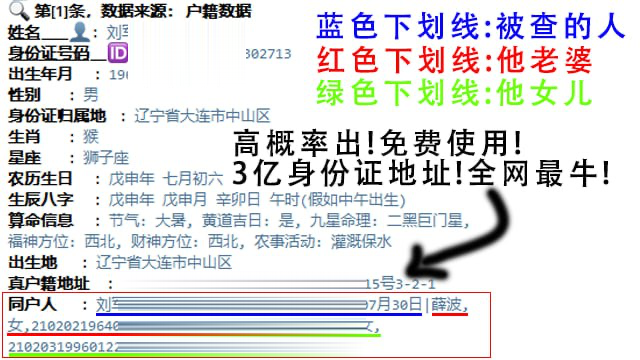 第[1]条，数据来源： 户籍数据
姓名 ：刘
身份证号码 302713
出生年月 ：19
性别 ：男
身份证归属地 ：辽宁省大连市中山区
生肖 ：猴
星座 ：狮子座
农历生日 ：戊申年 七月初六
生辰八字 ：戊申年 戊申月 辛卯日 午时(假如中午出生)
算命信息 ：节气：大暑，黄道吉日：是，九星命理：二黑巨门星，
福神方位：西北，财神方位：西北，农事活动：灌溉保水
出生地 ：辽宁省大连市中山区
真户籍地址 ： 15号3-2-1
同户人 ：刘 07月30日|薛波，
女,21020219640 女,
21020319960122
蓝色下划线:被查的人
红色下划线:他老婆
绿色下划线:他女儿
高概率出!免费使用!
3亿身份证地址!全网最牛!